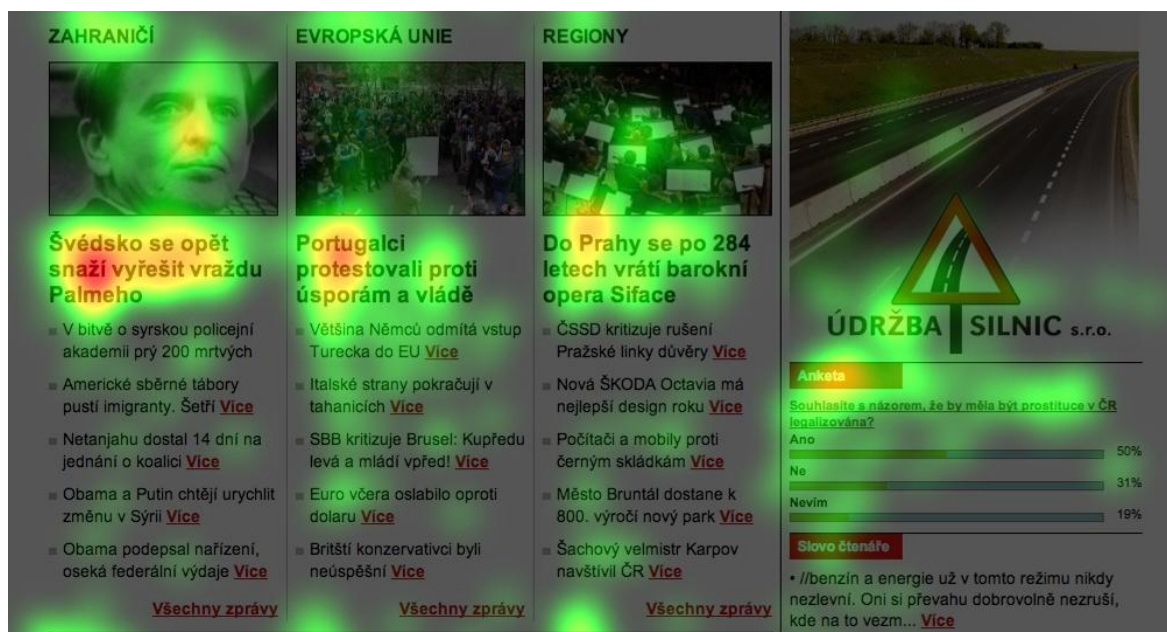 ZAHRANIČÍ
Švédsko se opět
snaží vyřešit vraždu
Palmeho
V bitvě o syrskou policejní
akademii prý 200 mrtvých
Americké sběrné tábory
pustí imigranty. Šetří Více
Netanjahu dostal 14 dní na
jednání o koalici Více
Obama a Putin chtějí urychlit
změnu v Sýrii Více
Obama podepsal nařízení,
oseká federální výdaje Více
Všechny zprávy
EVROPSKÁ UNIE
Portugalci
protestovali proti
úsporám a vládě
Většina Němců odmítá vstup
Turecka do EU Více
Italské strany pokračují v
tahanicích Více
SBB kritizuje Brusel: Kupředu
levá a mládí vpřed! Více
Euro včera oslabilo oproti
dolaru Více
Britští konzervativci byli
neúspěšní Více
Všechny zprávy
REGIONY
Do Prahy se po 284
letech vrátí barokní
opera Siface
ČSSD kritizuje rušení
Pražské linky důvěry Více
Nová ŠKODA Octavia má
nejlepší design roku Více
Počítači a mobily proti
černým skládkám Více
Město Bruntál dostane k
800. výročí nový park Více
Šachový velmistr Karpov
navštívil ČR Více
Všechny zprávy
ÚDRŽBA SILNIC s.r.o.
Anketa
Souhlasíte s názorem, že by měla být prostituce v ČR
legalizována?
Ano
50%
Ne
31%
Nevím
19%
Slovo čtenáře
• //benzín a energie už v tomto režimu nikdy
nezlevní. Oni si převahu dobrovolně nezruší,
kde na to vezm... Více